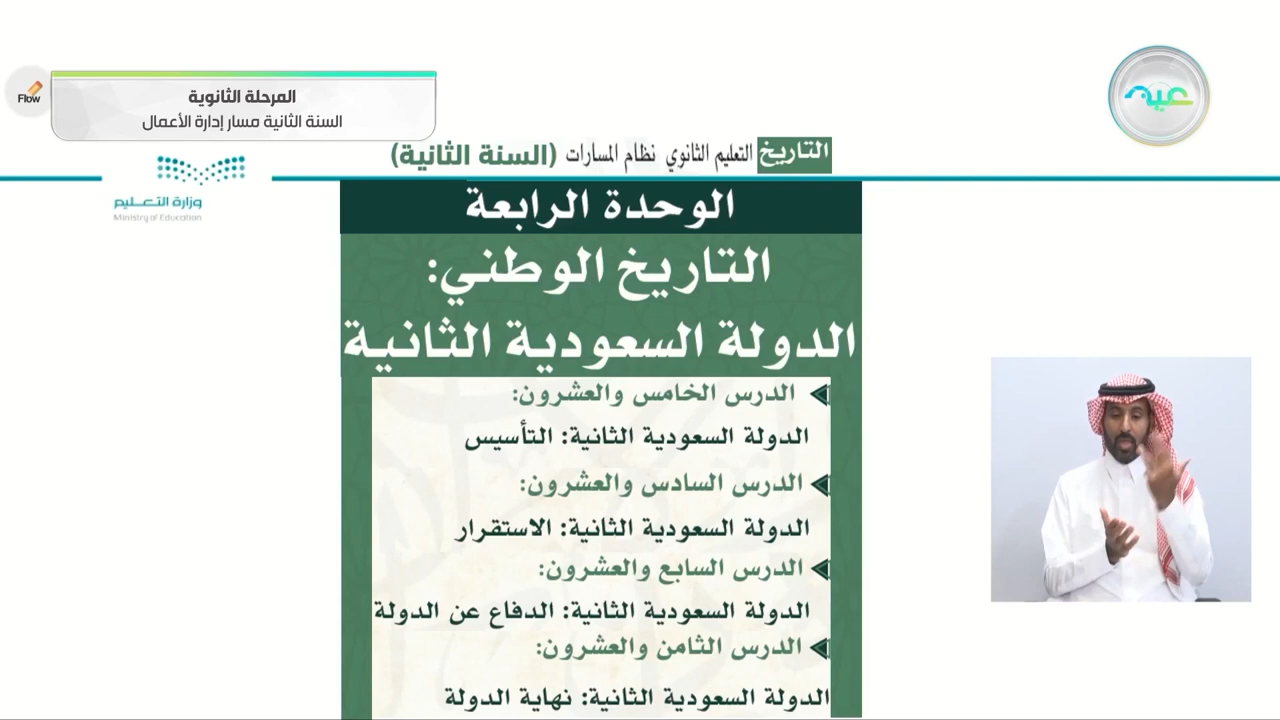 المرحلة الثانوية
السنة الثانية مسار إدارة الأعمال
Flow
عين
التاريخ التعليم الثانوي نظام المسارات (السنة الثانية)
وزارة التعـــليم
Ministry of Education
الوحدة الرابعة
التاريخ الوطني:
الدولة السعودية الثانية
الدرس الخامس والعشرون:
الدولة السعودية الثانية: التأسيس
الدرس السادس والعشرون:
الدولة السعودية الثانية: الاستقرار
الدرس السابع والعشرون:
الدولة السعودية الثانية: الدفاع عن الدولة
الدرس الثامن والعشرون:
الدولة السعودية الثانية: نهاية الدولة